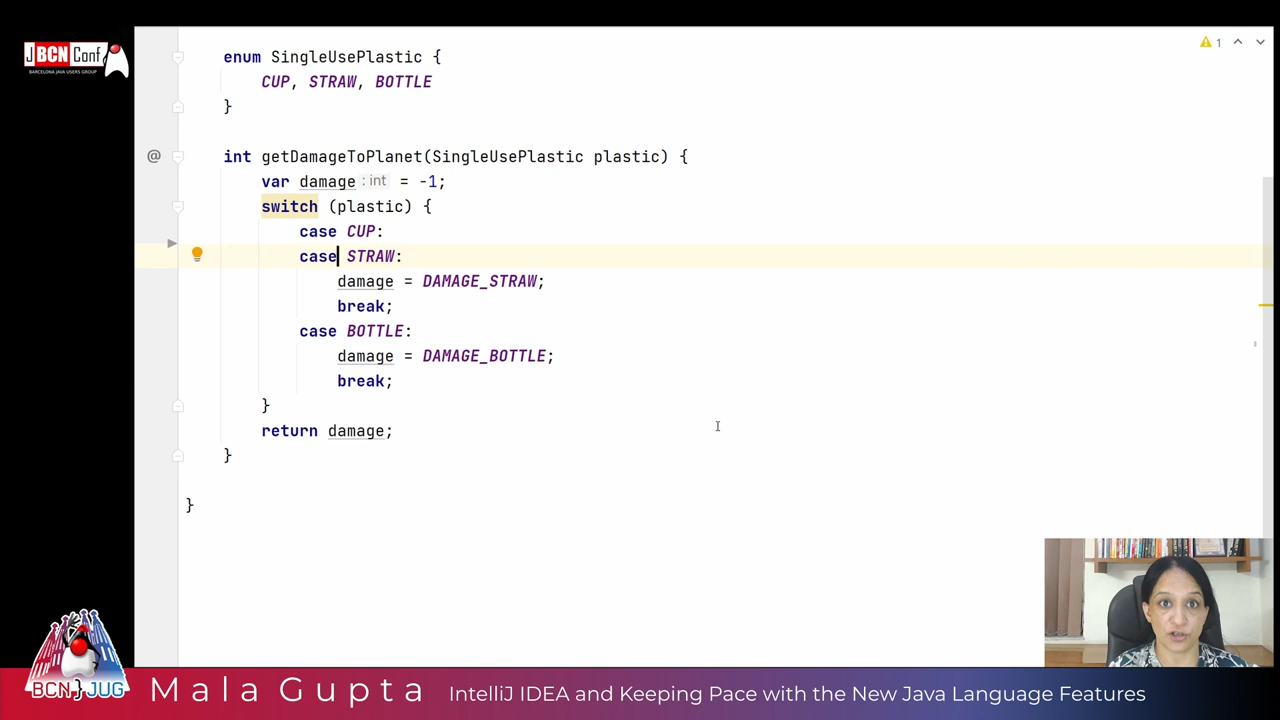 JBCNConf
BARCELONA JAVA USERS GROUP
1
enum SingleUsePlastic {
CUP, STRAW, BOTTLE
}
@
int getDamageToPlanet(SingleUsePlastic plastic) {
var damage : int = -1;
switch (plastic) {
case CUP:
case STRAW:
damage = DAMAGE_STRAW;
break;
case BOTTLE:
damage = DAMAGE_BOTTLE;
break;
}
return damage;
}
}
BCN}JUG
Mala Gupta
IntelliJ IDEA and Keeping Pace with the New Java Language Features